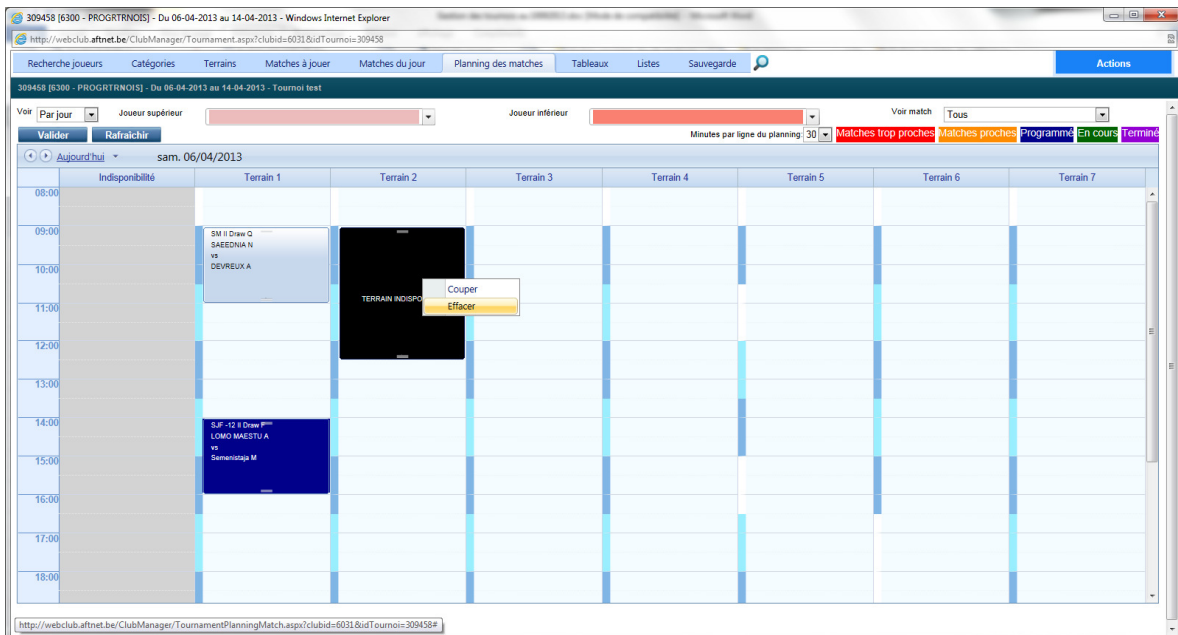 309458 [6300 - PROGRTRNOIS] - Du 06-04-2013 au 14-04-2013 - Windows Internet Explorer
http://webclub.aftnet.be/ClubManager/Tournament.aspx?clubid=6031&idTournoi=309458
Recherche joueurs Catégories Terrains Matches à jouer Matches du jour Planning des matches Tableaux Listes Sauvegarde Actions
309458 [6300 - PROGRTRNOIS] - Du 06-04-2013 au 14-04-2013 - Tournoi test
Voir Par jour Joueur supérieur Joueur inférieur Voir match Tous
Valider Rafraîchir Minutes par ligne du planning: 30 Matches trop proches Matches proches Programmé En cours Terminé
Aujourd'hui sam. 06/04/2013
Indisponibilité Terrain 1 Terrain 2 Terrain 3 Terrain 4 Terrain 5 Terrain 6 Terrain 7
08:00
09:00
SM II Draw Q
SAEEDNIA N
vs
DEVREUX A
10:00
TERRAIN INDISPO
Couper
Effacer
11:00
12:00
13:00
14:00
SJF -12 II Draw F
LOMO MAESTU A
vs
Semenistaja M
15:00
16:00
17:00
18:00
http://webclub.aftnet.be/ClubManager/TournamentPlanningMatch.aspx?clubid=6031&idTournoi=309458#